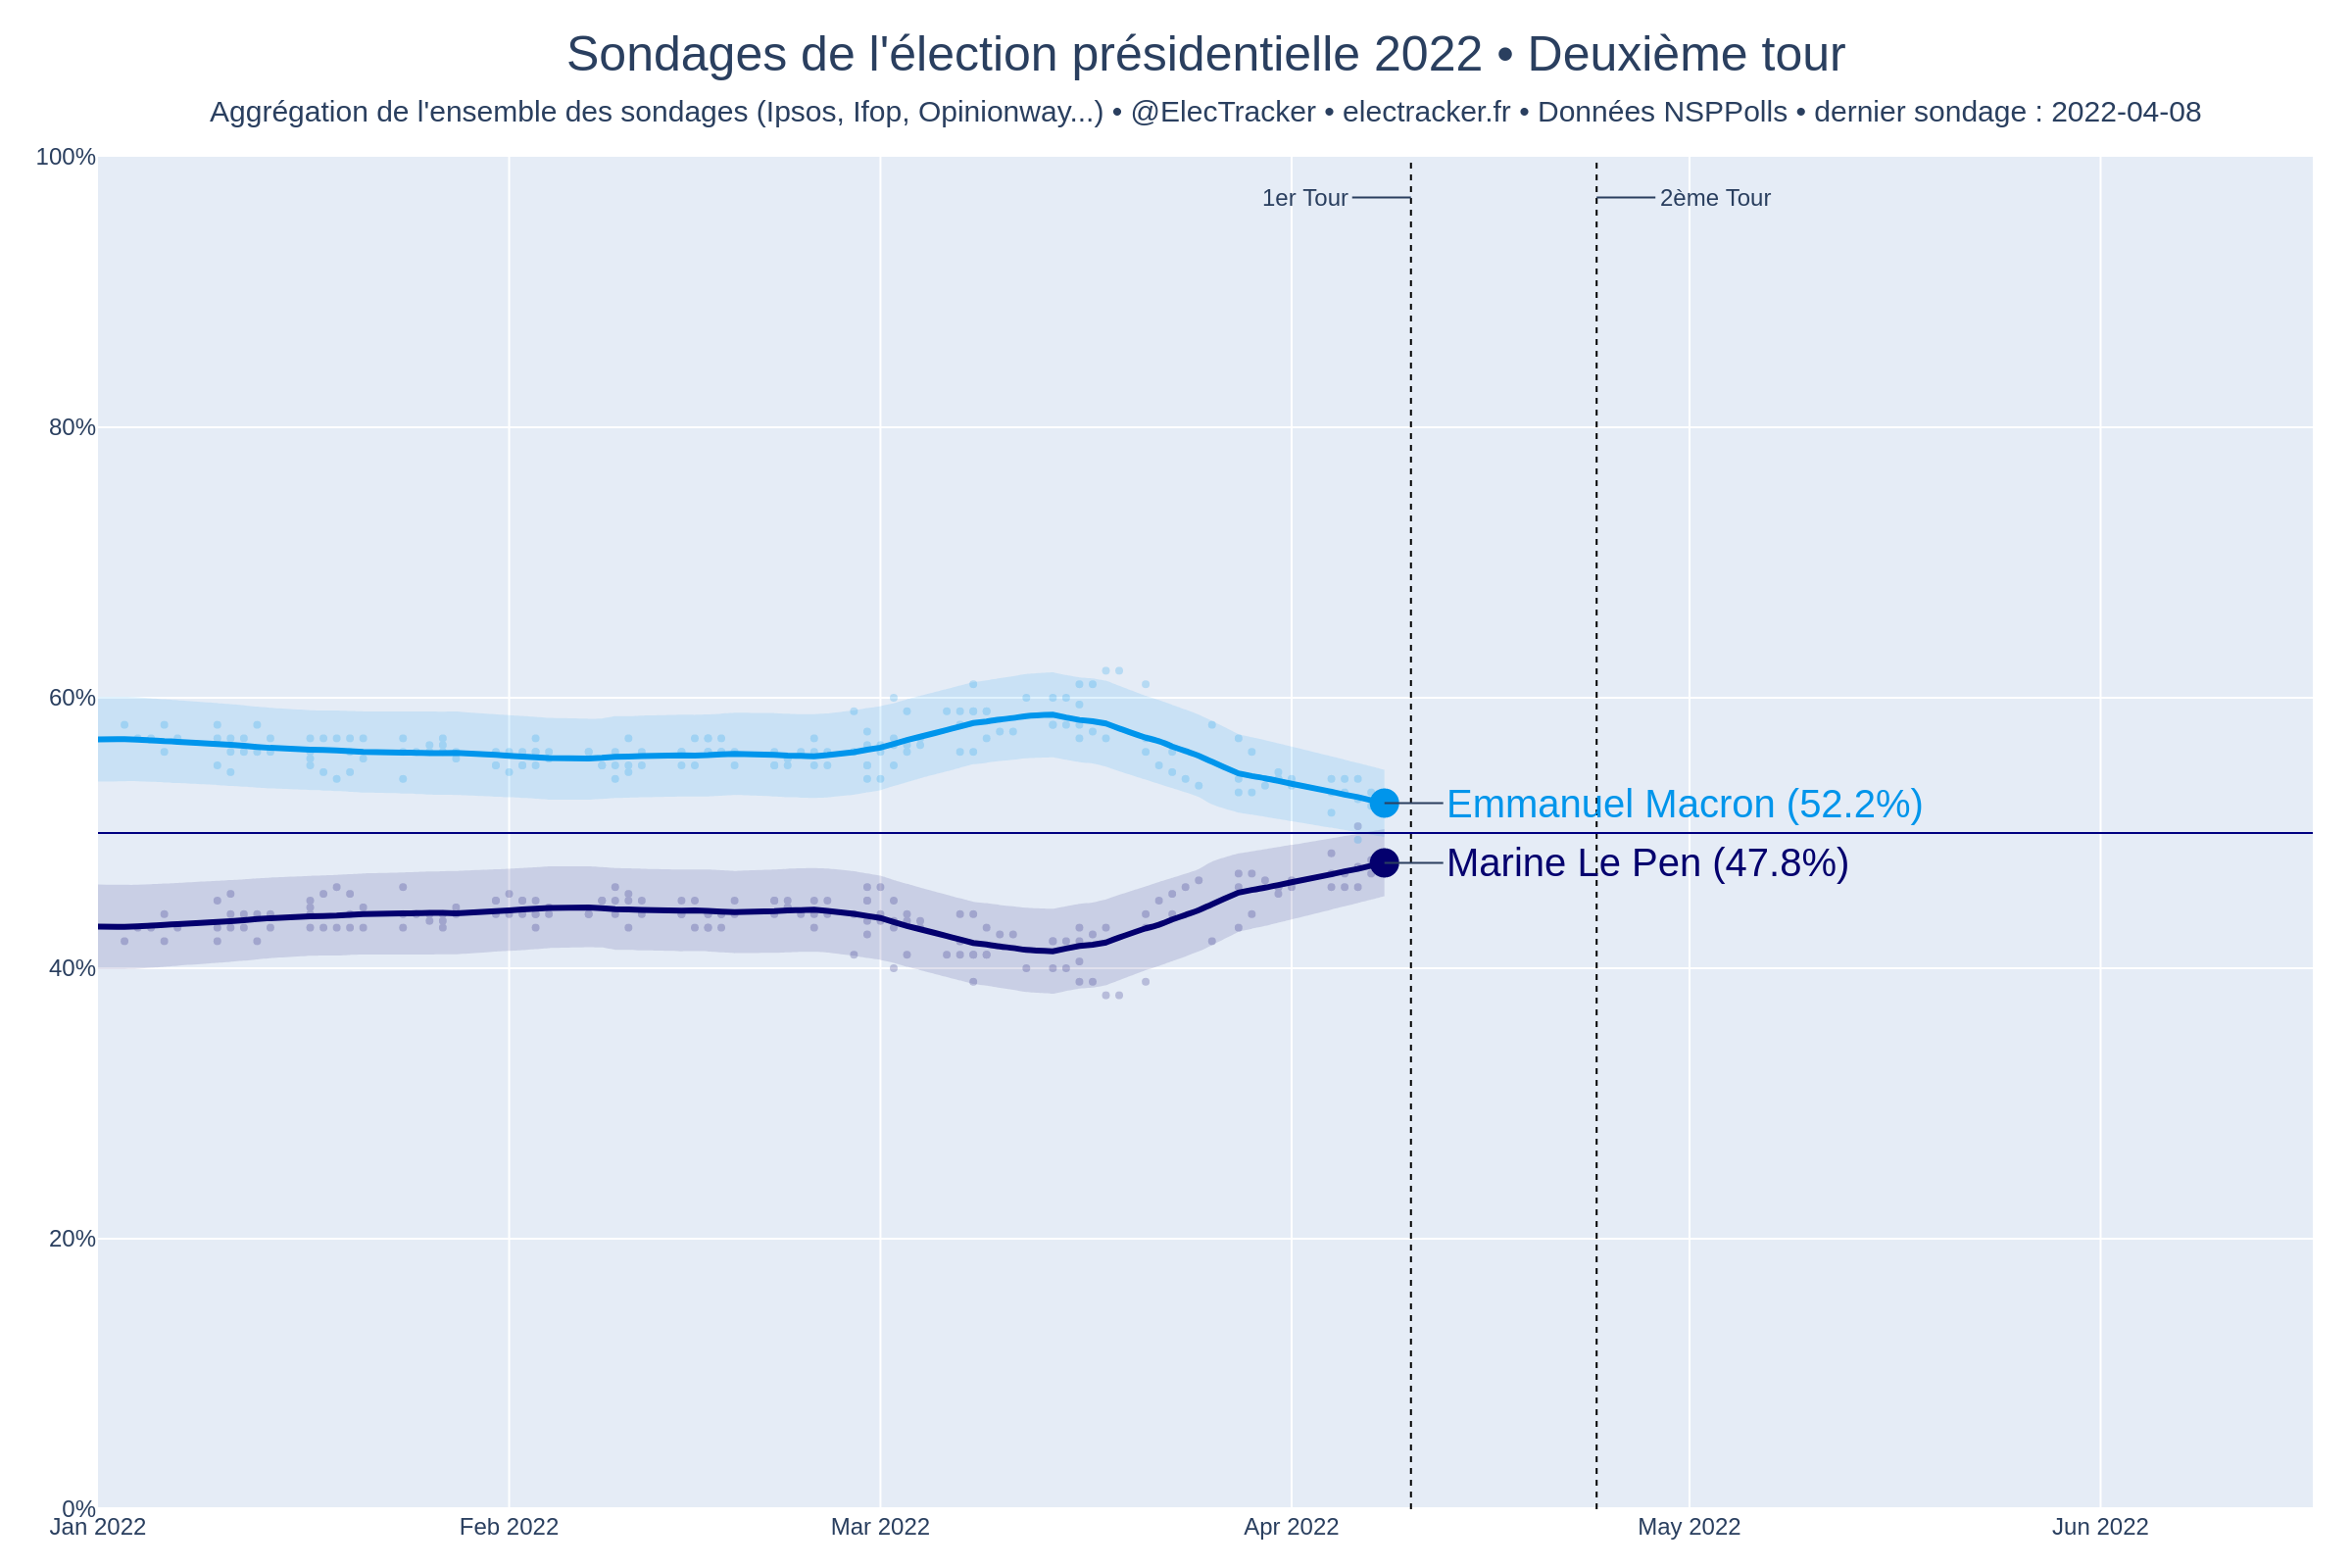 Sondages de l'élection présidentielle 2022 • Deuxième tour
Aggrégation de l'ensemble des sondages (Ipsos, Ifop, Opinionway...) • @ElecTracker • electracker.fr • Données NSPPolls • dernier sondage : 2022-04-08
100%
1er Tour
2ème Tour
80%
60%
Emmanuel Macron (52.2%)
Marine Le Pen (47.8%)
40%
20%
0%
Jan 2022
Feb 2022
Mar 2022
Apr 2022
May 2022
Jun 2022